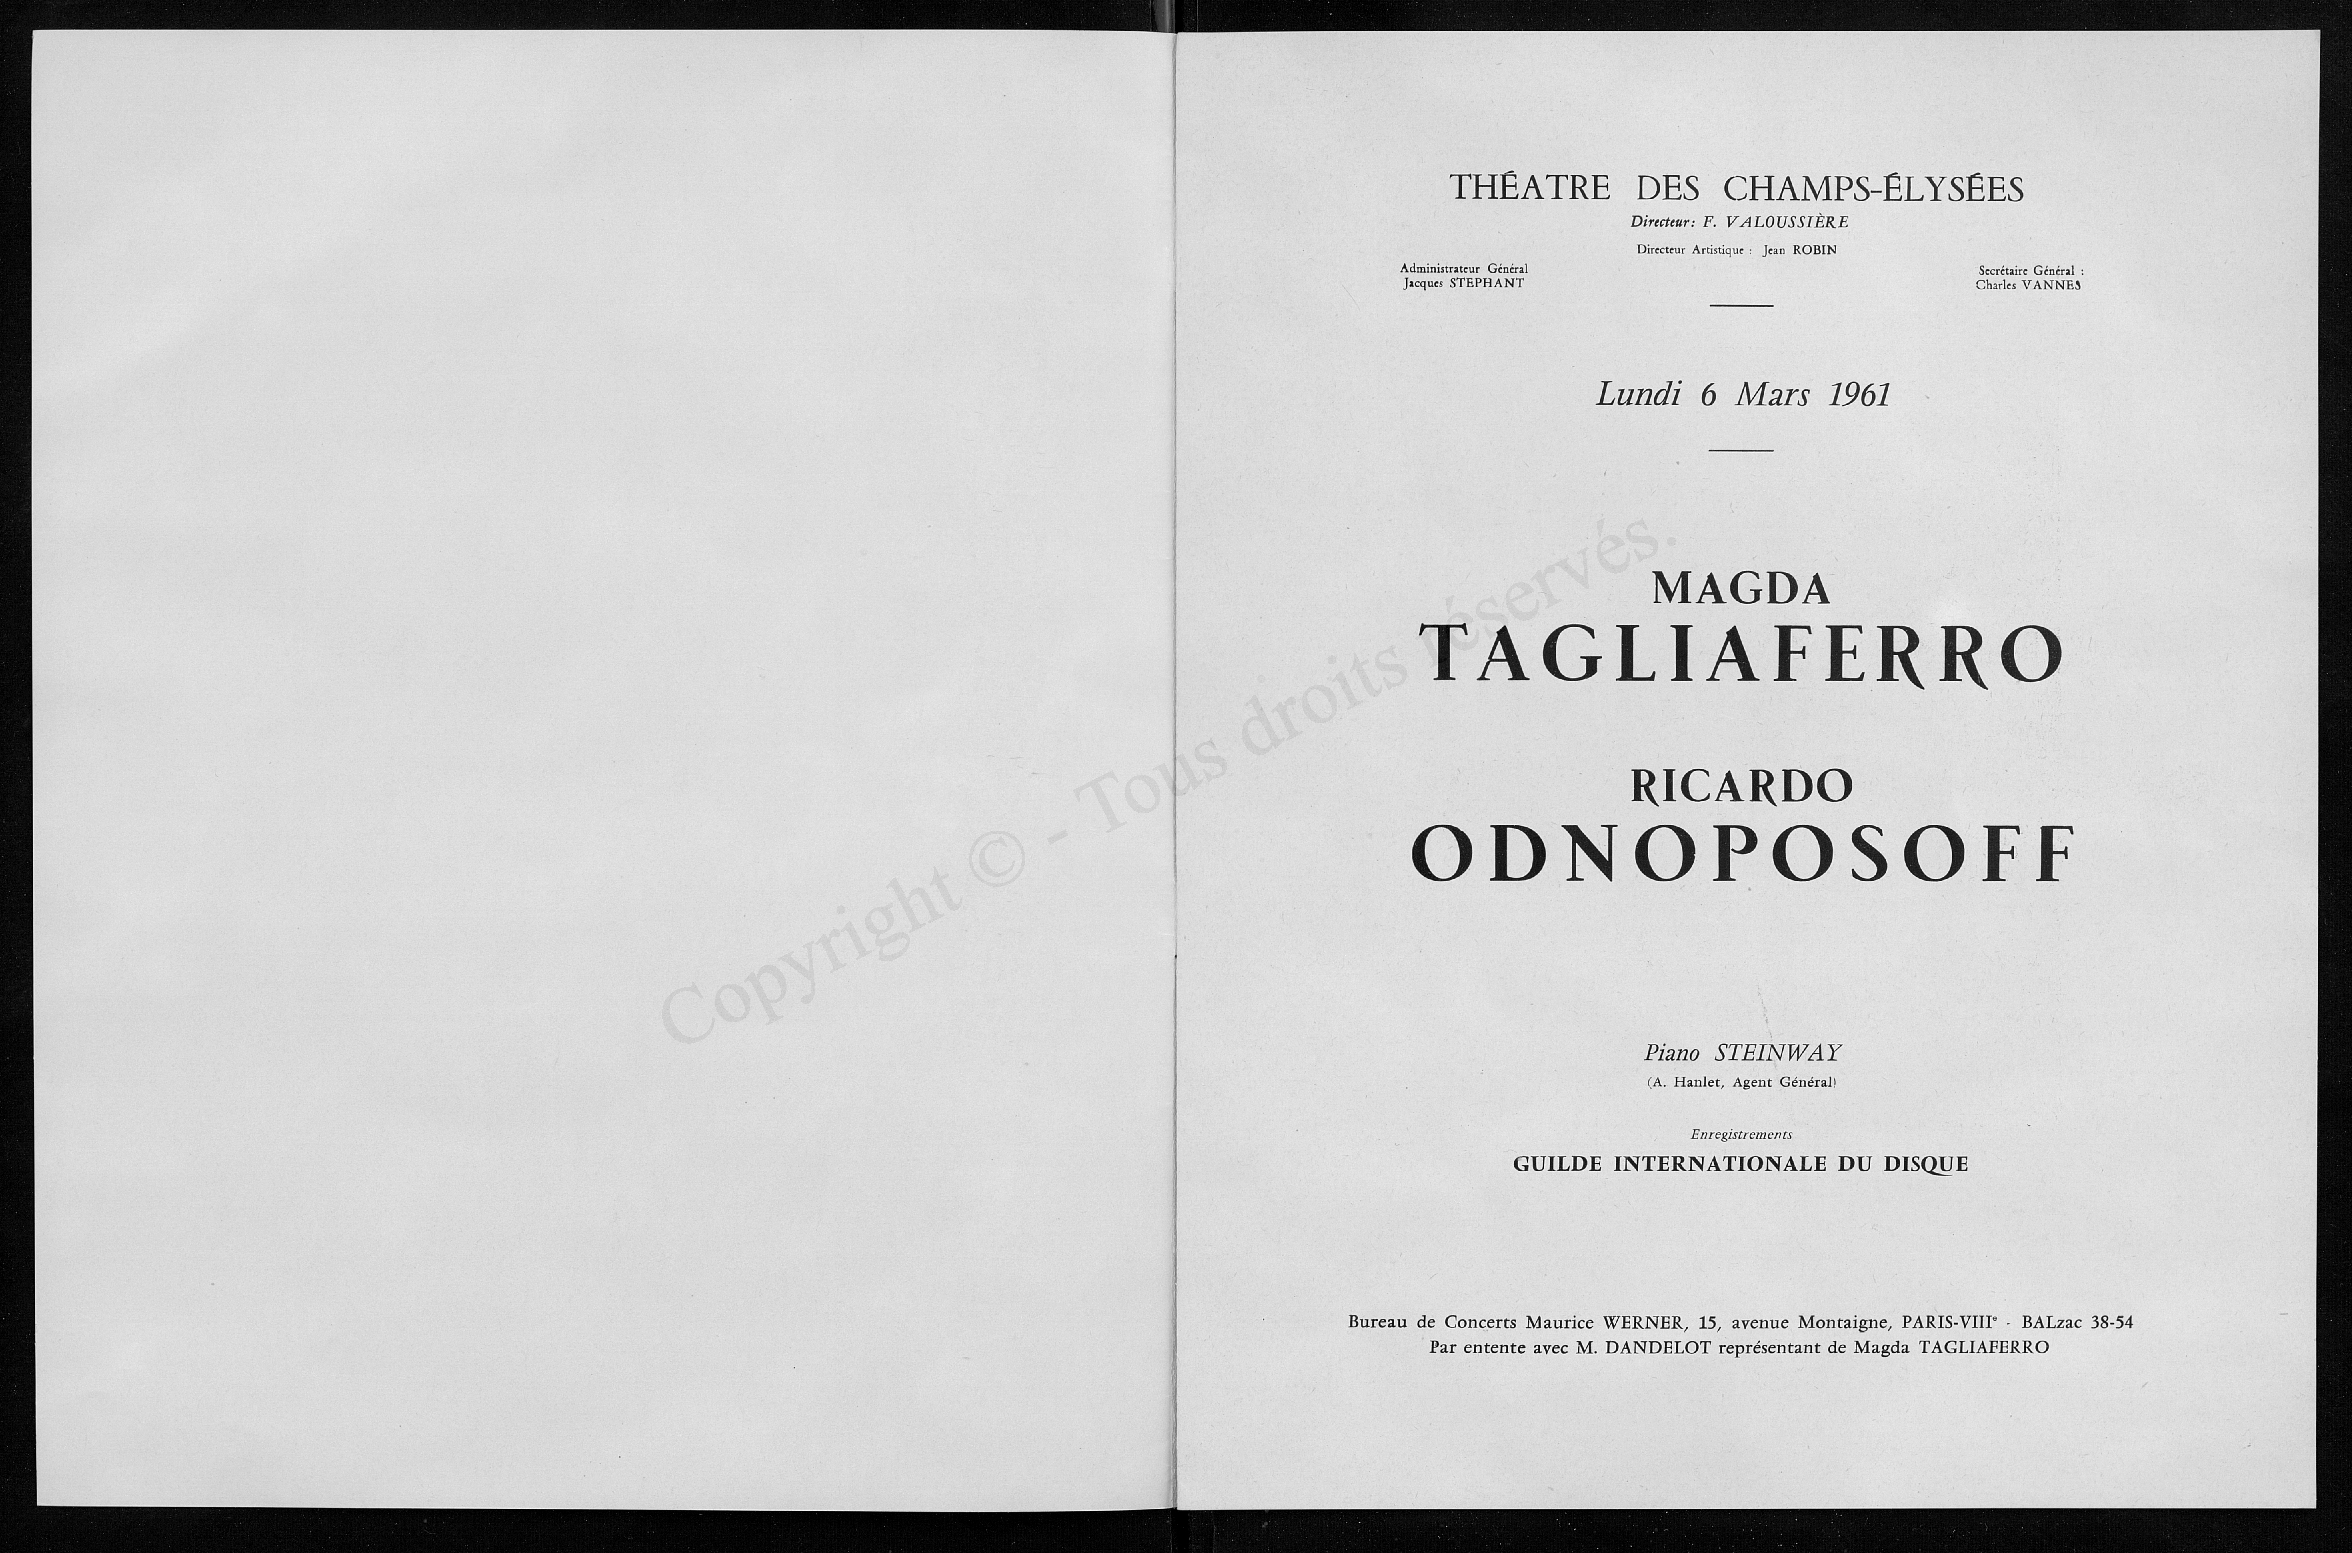 THÉATRE DES CHAMPS-ÉLYSÉES
Directeur: F. VALOUSSIÈRE
Directeur Artistique : Jean ROBIN
Administrateur Général
Jacques STEPHANT
Secrétaire Général :
Charles VANNES
Lundi 6 Mars 1961
MAGDA
TAGLIAFERRO
RICARDO
ODNOPOSOFF
Piano STEINWAY
(A. Hanlet, Agent Général)
Enregistrements
GUILDE INTERNATIONALE DU DISQUE
Bureau de Concerts Maurice WERNER, 15, avenue Montaigne, PARIS-VIIIe - BALzac 38-54
Par entente avec M. DANDELOT représentant de Magda TAGLIAFERRO
Copyright © - Tous droits réservés.